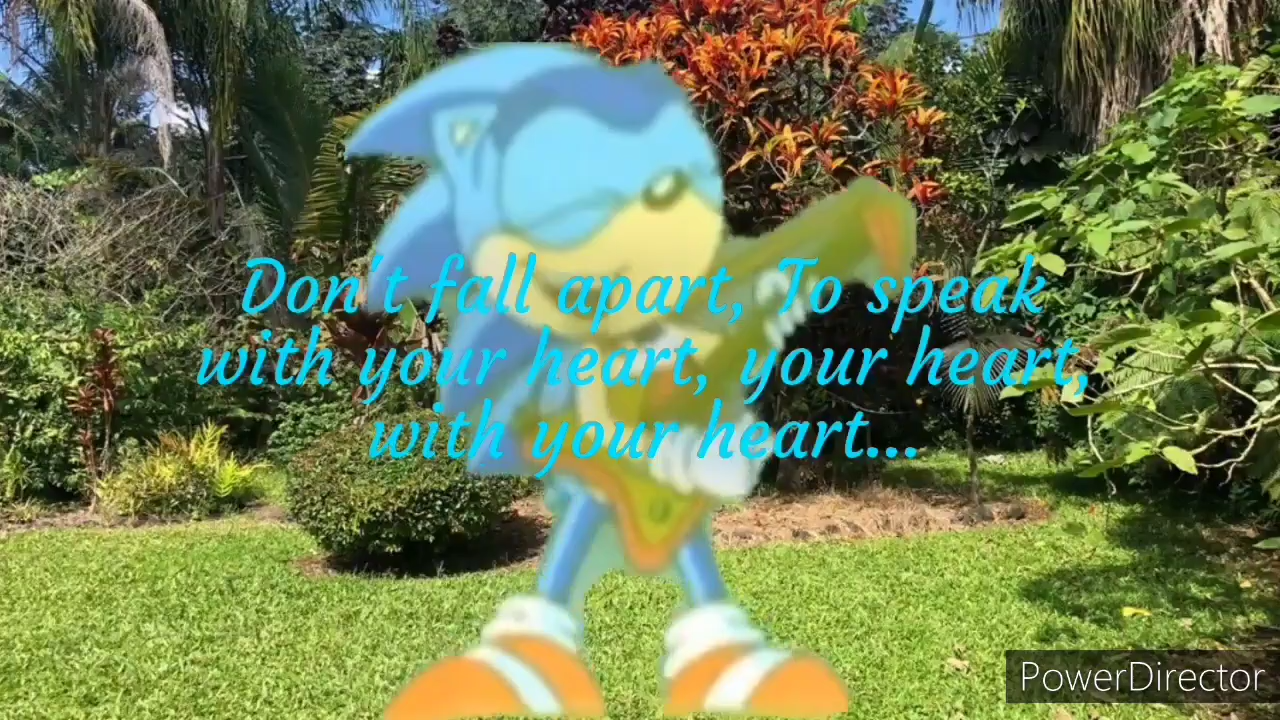 Don't fall apart, To speak
with your heart, your heart,
with your heart...
PowerDirector